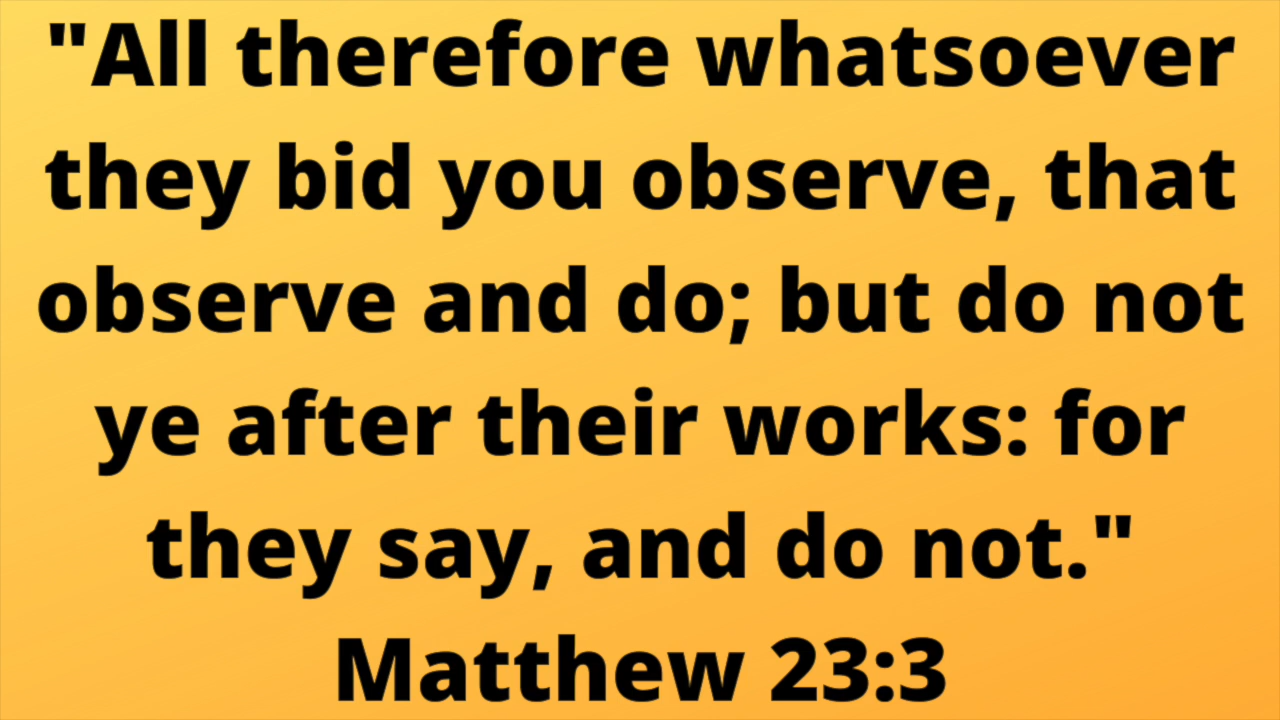 "All therefore whatsoever
they bid you observe, that
observe and do; but do not
ye after their works: for
they say, and do not."
Matthew 23:3